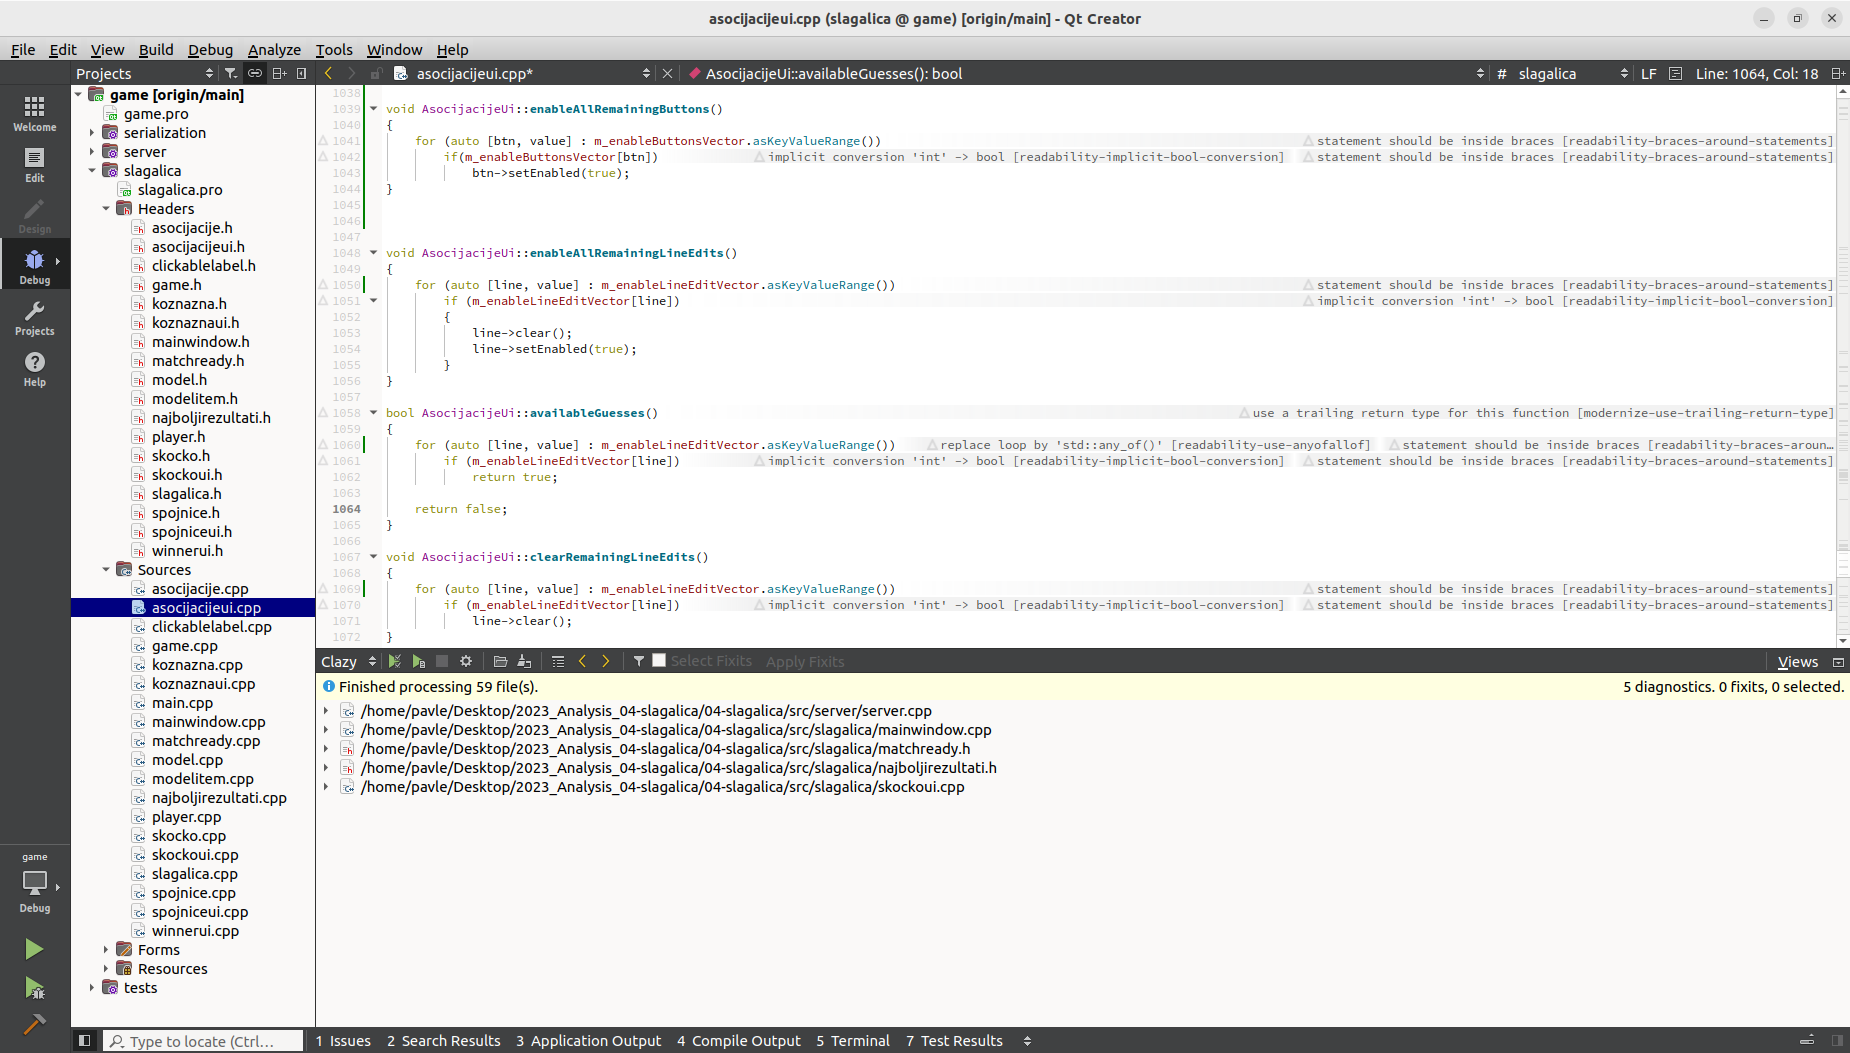 asocijacijeui.cpp (slagalica @ game) [origin/main] - Qt Creator
File Edit View Build Debug Analyze Tools Window Help
Projects
asocijacijeui.cpp*
AsocijacijeUi::availableGuesses(): bool
# slagalica
LF
Line: 1064, Col: 18
Welcome
Edit
Design
Debug
Projects
Help
game
Debug
game [origin/main]
game.pro
serialization
server
slagalica
slagalica.pro
Headers
asocijacije.h
asocijacijeui.h
clickablelabel.h
game.h
koznazna.h
koznaznaui.h
mainwindow.h
matchready.h
model.h
modelitem.h
najboljirezultati.h
player.h
skocko.h
skockoui.h
slagalica.h
spojnice.h
spojniceui.h
winnerui.h
Sources
asocijacije.cpp
asocijacijeui.cpp
clickablelabel.cpp
game.cpp
koznazna.cpp
koznaznaui.cpp
main.cpp
mainwindow.cpp
matchready.cpp
model.cpp
modelitem.cpp
najboljirezultati.cpp
player.cpp
skocko.cpp
skockoui.cpp
slagalica.cpp
spojnice.cpp
spojniceui.cpp
winnerui.cpp
Forms
Resources
tests
1038
1039 void AsocijacijeUi::enableAllRemainingButtons()
1040 {
1041 for (auto [btn, value] : m_enableButtonsVector.asKeyValueRange()) statement should be inside braces [readability-braces-around-statements]
1042 if(m_enableButtonsVector[btn]) implicit conversion 'int' -> bool [readability-implicit-bool-conversion] statement should be inside braces [readability-braces-around-statements]
1043 btn->setEnabled(true);
1044 }
1045
1046
1047
1048 void AsocijacijeUi::enableAllRemainingLineEdits()
1049 {
1050 for (auto [line, value] : m_enableLineEditVector.asKeyValueRange()) statement should be inside braces [readability-braces-around-statements]
1051 if (m_enableLineEditVector[line]) implicit conversion 'int' -> bool [readability-implicit-bool-conversion]
1052 {
1053 line->clear();
1054 line->setEnabled(true);
1055 }
1056 }
1057
1058 bool AsocijacijeUi::availableGuesses() use a trailing return type for this function [modernize-use-trailing-return-type]
1059 {
1060 for (auto [line, value] : m_enableLineEditVector.asKeyValueRange()) replace loop by 'std::any_of()' [readability-use-anyofallof] statement should be inside braces [readability-braces-aroun...
1061 if (m_enableLineEditVector[line]) implicit conversion 'int' -> bool [readability-implicit-bool-conversion] statement should be inside braces [readability-braces-around-statements]
1062 return true;
1063
1064 return false;
1065 }
1066
1067 void AsocijacijeUi::clearRemainingLineEdits()
1068 {
1069 for (auto [line, value] : m_enableLineEditVector.asKeyValueRange()) statement should be inside braces [readability-braces-around-statements]
1070 if (m_enableLineEditVector[line]) implicit conversion 'int' -> bool [readability-implicit-bool-conversion] statement should be inside braces [readability-braces-around-statements]
1071 line->clear();
1072 }
Clazy Select Fixits Apply Fixits Views
Finished processing 59 file(s). 5 diagnostics. 0 fixits, 0 selected.
/home/pavle/Desktop/2023_Analysis_04-slagalica/04-slagalica/src/server/server.cpp
/home/pavle/Desktop/2023_Analysis_04-slagalica/04-slagalica/src/slagalica/mainwindow.cpp
/home/pavle/Desktop/2023_Analysis_04-slagalica/04-slagalica/src/slagalica/matchready.h
/home/pavle/Desktop/2023_Analysis_04-slagalica/04-slagalica/src/slagalica/najboljirezultati.h
/home/pavle/Desktop/2023_Analysis_04-slagalica/04-slagalica/src/slagalica/skockoui.cpp
Type to locate (Ctrl... 1 Issues 2 Search Results 3 Application Output 4 Compile Output 5 Terminal 7 Test Results